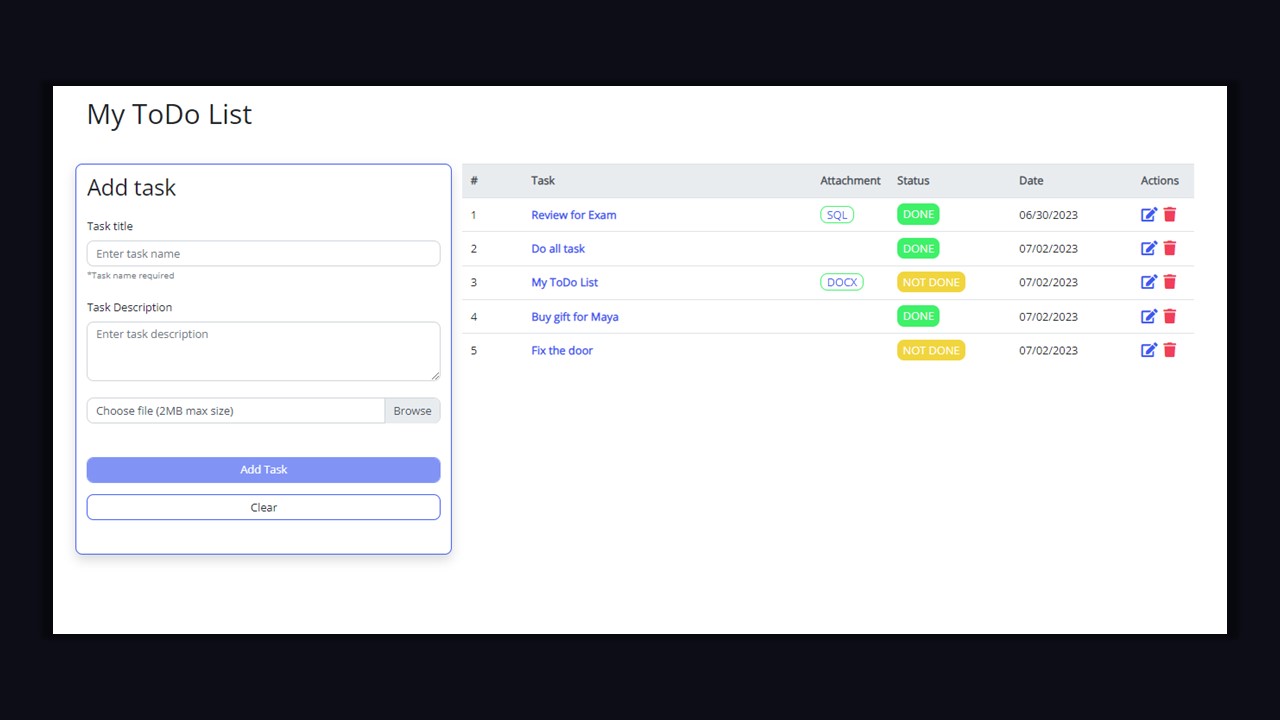 My ToDo List
Add task
Task title
Enter task name
*Task name required
Task Description
Enter task description
Choose file (2MB max size) Browse
Add Task
Clear
# Task Attachment Status Date Actions
1 Review for Exam SQL DONE 06/30/2023
2 Do all task DONE 07/02/2023
3 My ToDo List DOCX NOT DONE 07/02/2023
4 Buy gift for Maya DONE 07/02/2023
5 Fix the door NOT DONE 07/02/2023